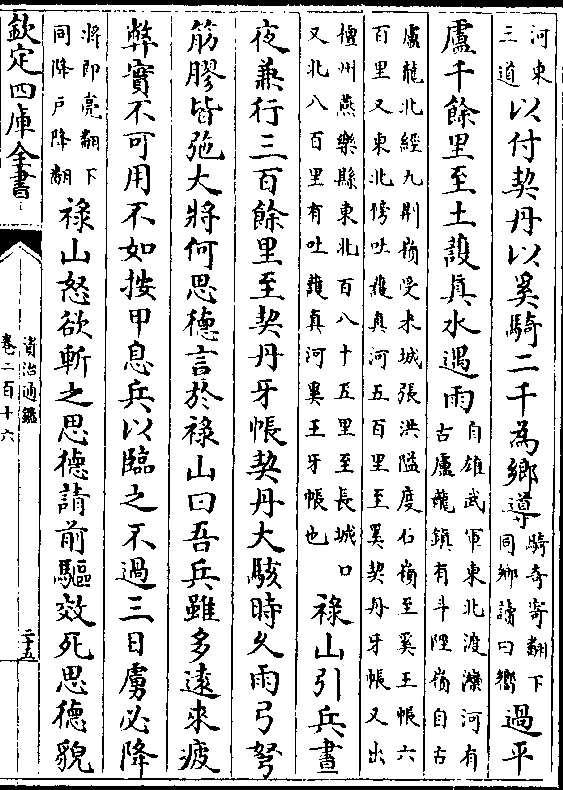 河東
三道
以付契丹以奚騎二千為鄉導
騎奇寄翻下
同鄉讀曰嚮
過平
盧千餘里至土護真水遇雨
自雄武軍東北渡灤河有
古盧龍鎮有斗陘嶺自古
盧龍北經九荆嶺受米城張洪隘度石嶺至奚王帳六
百里又東北傍吐護真河五百里至奚契丹牙帳又出
檀州燕樂縣東北百八十五里至長城口
又北八百里有吐護真河奚王牙帳也
祿山引兵晝
夜兼行三百餘里至契丹牙帳契丹大駭時久雨弓弩
筋膠皆弛大將何思德言於祿山曰吾兵雖多遠來疲
弊實不可用不如按甲息兵以臨之不過三日虜必降
將即亮翻下
同降戶降翻
祿山怒欲斬之思德請前驅效死思德貌
欽定四庫全書
資治通鑑
卷二百十六
二十五